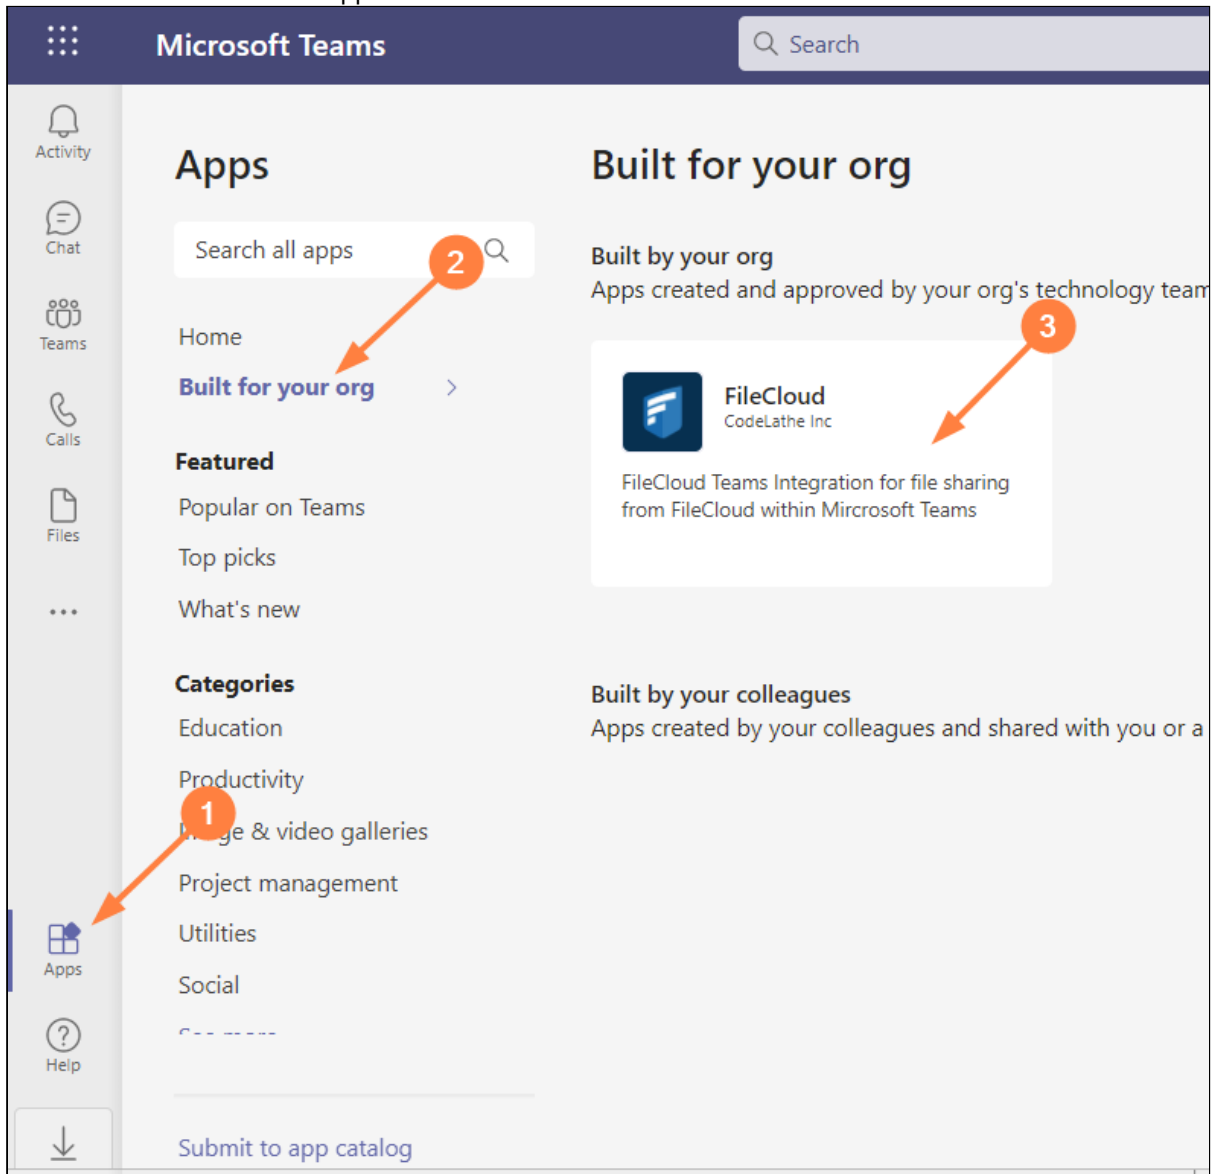 Microsoft Teams
Search
Activity
Chat
Teams
Calls
Files
Apps
Help
Apps
Search all apps
2
Home
Built for your org
Featured
Popular on Teams
Top picks
What's new
Categories
Education
Productivity
1
& video galleries
Project management
Utilities
Social
Submit to app catalog
Built for your org
Built by your org
Apps created and approved by your org's technology team
3
FileCloud
CodeLathe Inc
FileCloud Teams Integration for file sharing
from FileCloud within Mircrosoft Teams
Built by your colleagues
Apps created by your colleagues and shared with you or a